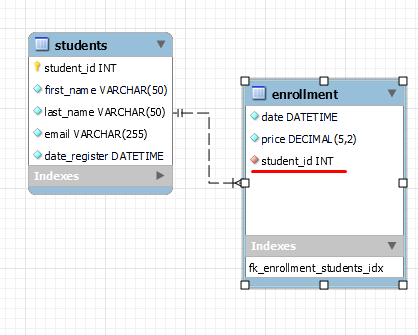 students
student_id INT
first_name VARCHAR(50)
last_name VARCHAR(50)
email VARCHAR(255)
date_register DATETIME
Indexes
enrollment
date DATETIME
price DECIMAL(5,2)
student_id INT
Indexes
fk_enrollment_students_idx